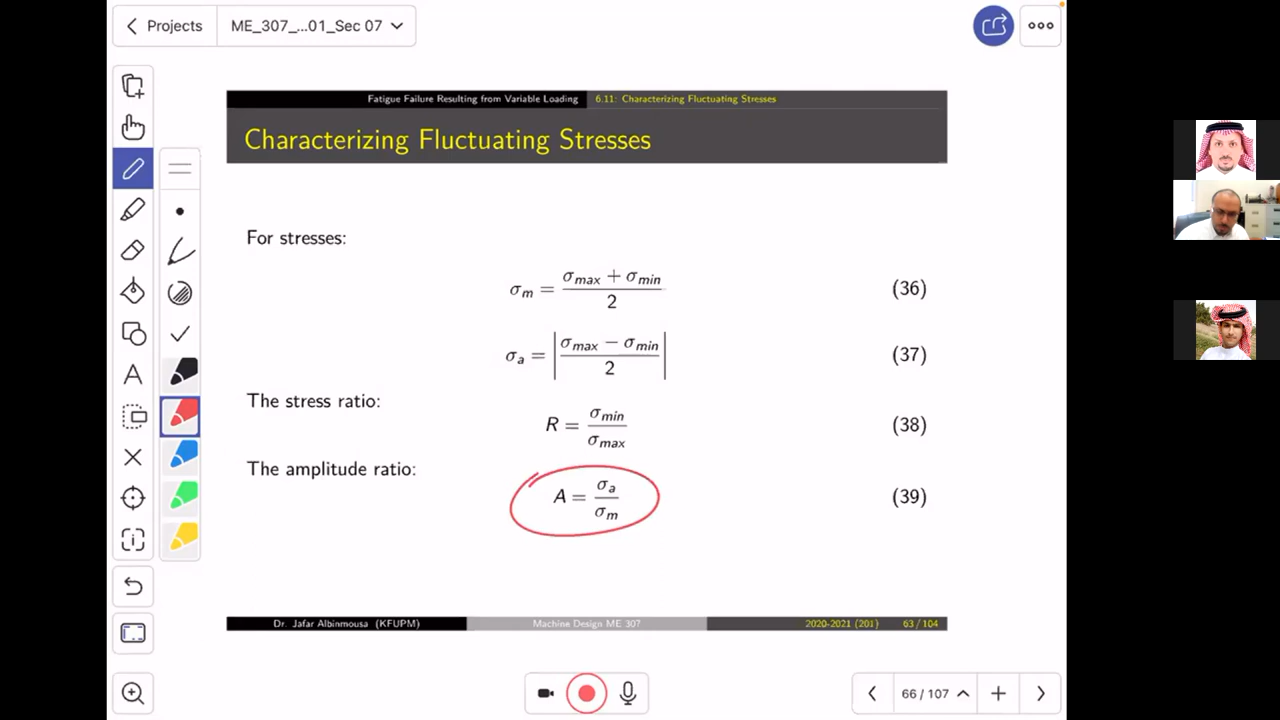 Projects
ME_307_...01_Sec 07
Fatigue Failure Resulting from Variable Loading 6.11: Characterizing Fluctuating Stresses
Characterizing Fluctuating Stresses
For stresses:
σm = (σmax + σmin)/2 (36)
σa = |(σmax − σmin)/2| (37)
The stress ratio:
R = σmin/σmax (38)
The amplitude ratio:
A = σa/σm (39)
Dr. Jafar Albinmousa (KFUPM) Machine Design ME 307 2020-2021 (201) 63 / 104
66 / 107